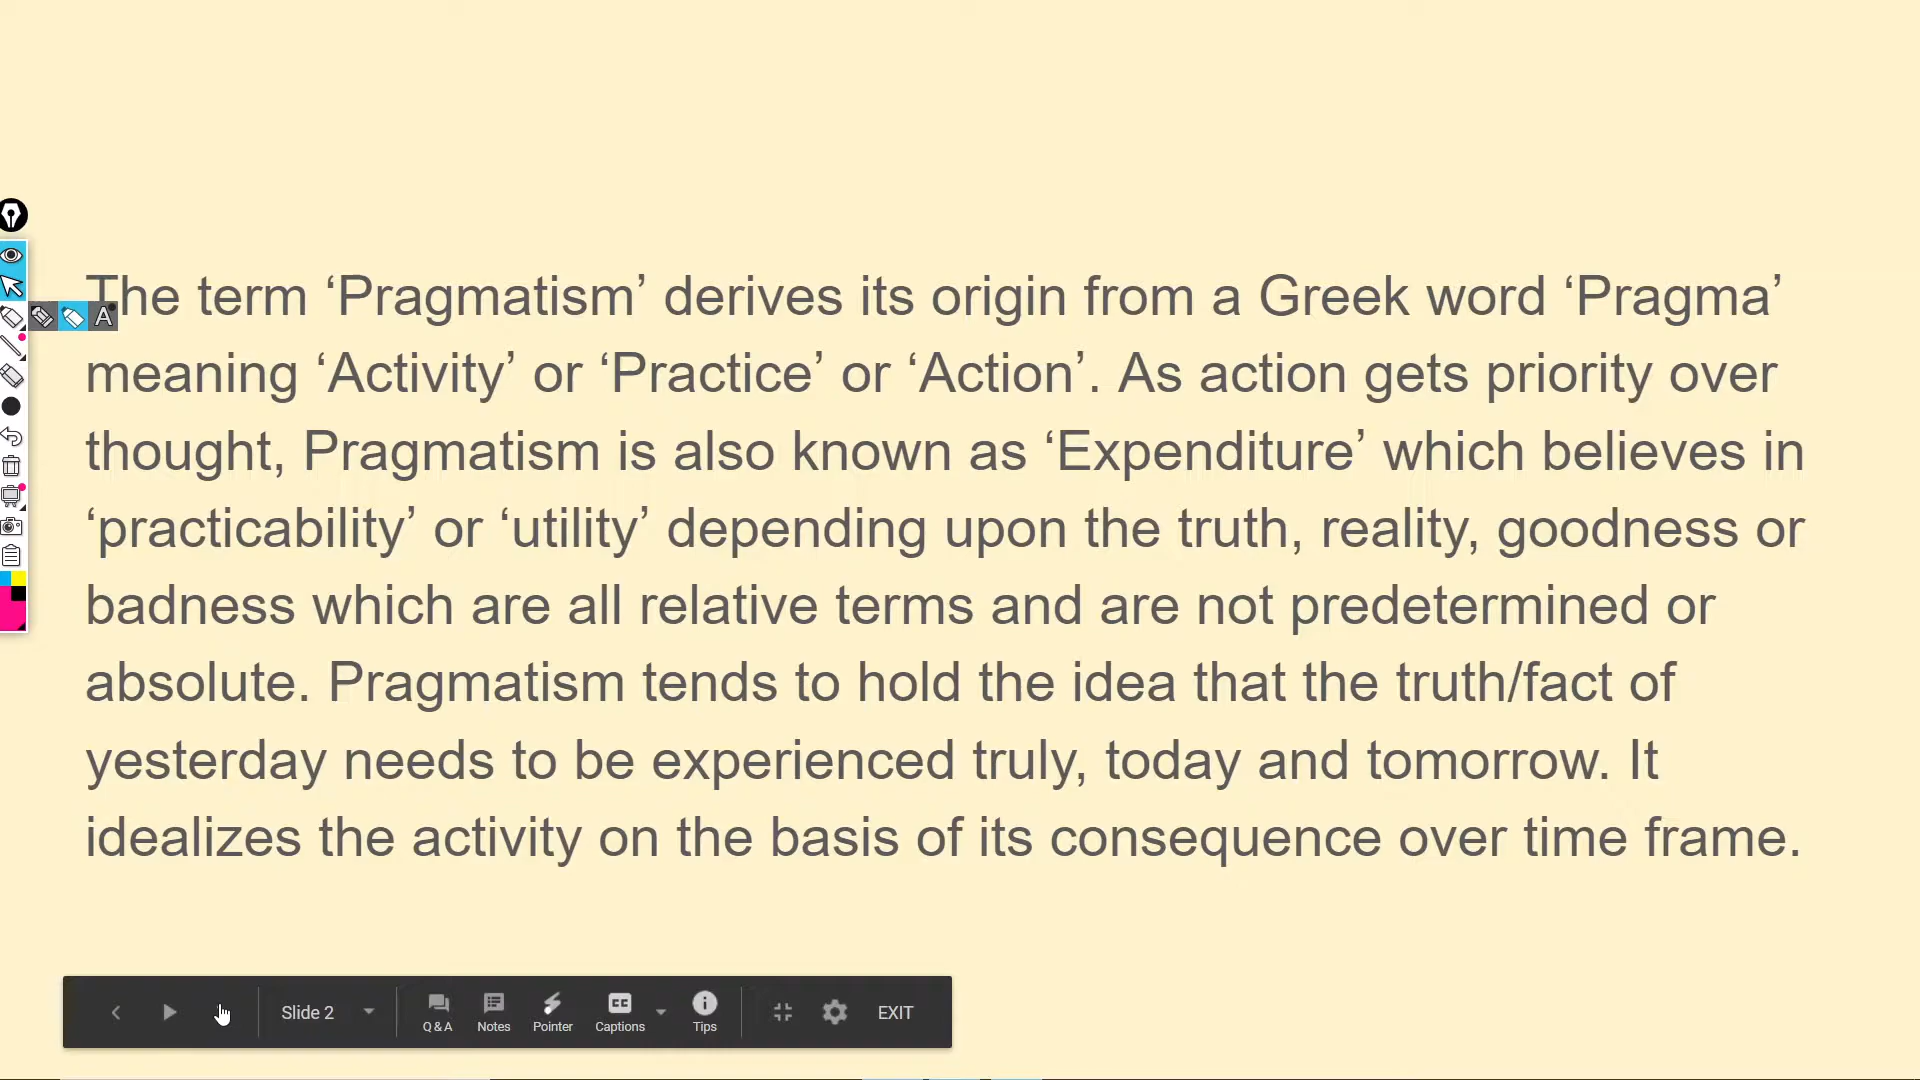 The term ‘Pragmatism’ derives its origin from a Greek word ‘Pragma’
meaning ‘Activity’ or ‘Practice’ or ‘Action’. As action gets priority over
thought, Pragmatism is also known as ‘Expenditure’ which believes in
‘practicability’ or ‘utility’ depending upon the truth, reality, goodness or
badness which are all relative terms and are not predetermined or
absolute. Pragmatism tends to hold the idea that the truth/fact of
yesterday needs to be experienced truly, today and tomorrow. It
idealizes the activity on the basis of its consequence over time frame.
A
Slide 2
CC
Q & A Notes Pointer Captions Tips
EXIT